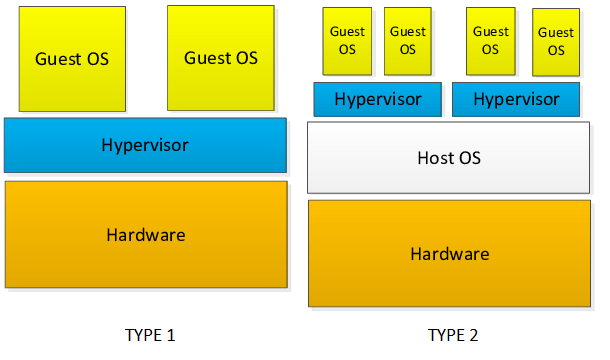 Guest OS
Guest OS
Hypervisor
Hardware
TYPE 1
Guest
OS
Guest
OS
Guest
OS
Guest
OS
Hypervisor
Hypervisor
Host OS
Hardware
TYPE 2